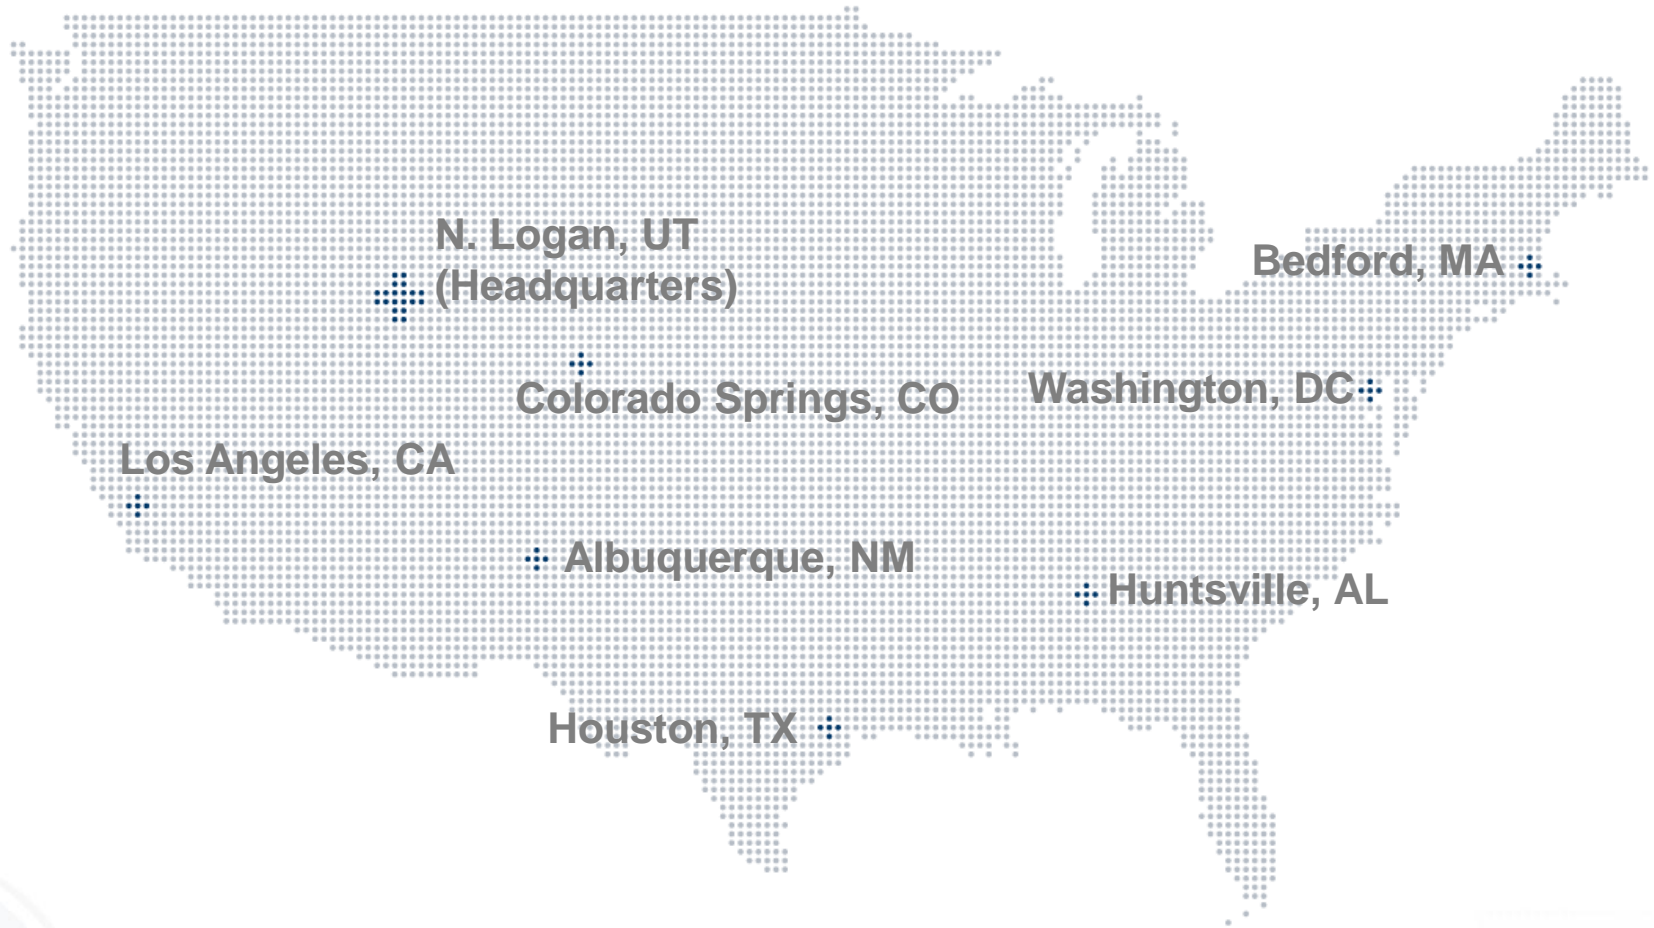 N. Logan, UT
(Headquarters)
Bedford, MA
Colorado Springs, CO
Washington, DC
Los Angeles, CA
Albuquerque, NM
Huntsville, AL
Houston, TX